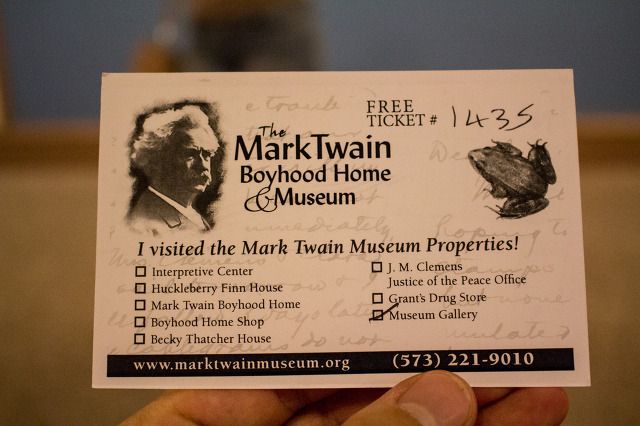 FREE
TICKET # 1435
The
Mark Twain
Boyhood Home
& Museum
I visited the Mark Twain Museum Properties!
Interpretive Center
Huckleberry Finn House
Mark Twain Boyhood Home
Boyhood Home Shop
Becky Thatcher House
J. M. Clemens
Justice of the Peace Office
Grant's Drug Store
Museum Gallery
www.marktwainmuseum.org (573) 221-9010